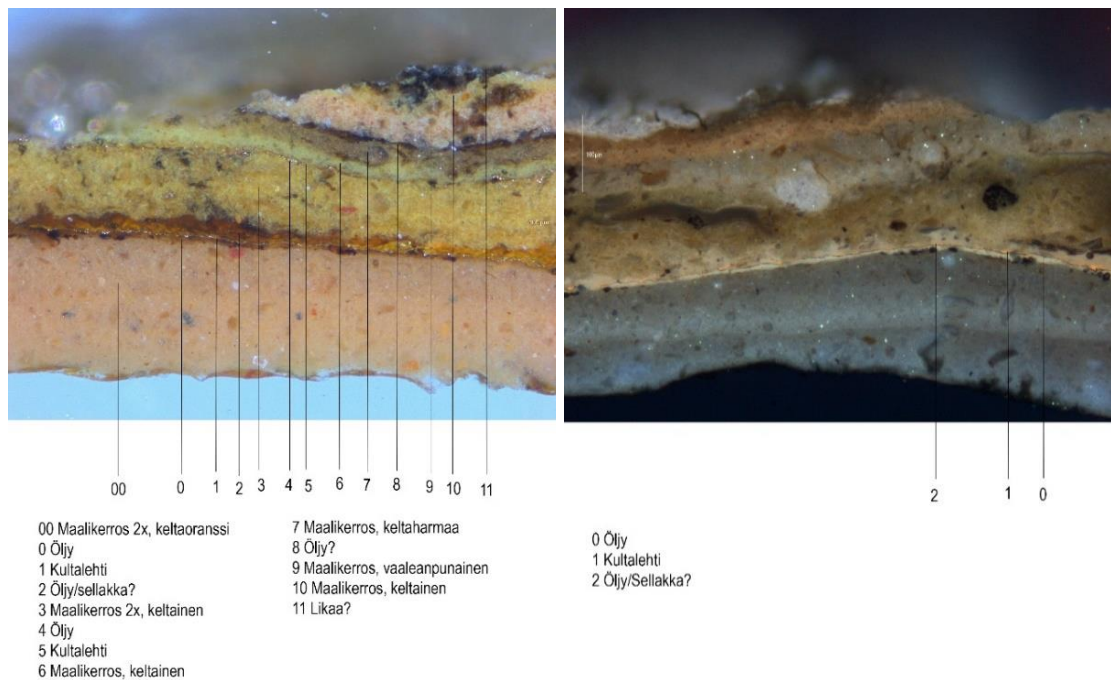 00 0 1 2 3 4 5 6 7 8 9 10 11
2 1 0
00 Maalikerros 2x, keltaoranssi
0 Öljy
1 Kultalehti
2 Öljy/sellakka?
3 Maalikerros 2x, keltainen
4 Öljy
5 Kultalehti
6 Maalikerros, keltainen
7 Maalikerros, keltaharmaa
8 Öljy?
9 Maalikerros, vaaleanpunainen
10 Maalikerros, keltainen
11 Likaa?
0 Öljy
1 Kultalehti
2 Öljy/Sellakka?